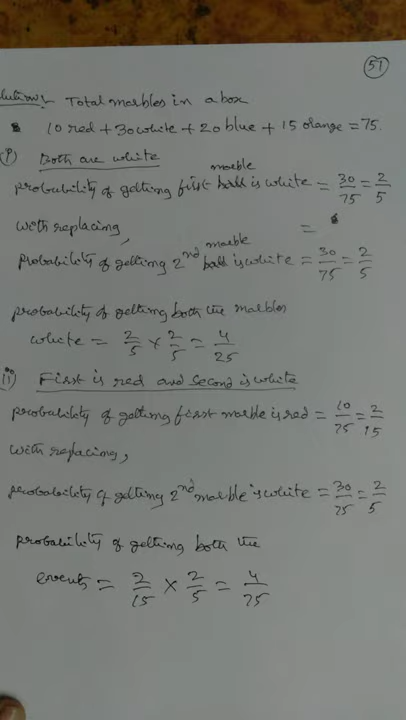 57
lution:- Total marbles in a box
10 red + 30 white + 20 blue + 15 orange = 75.
(i) Both are white
marble
probability of getting first ball is white = 30/75 = 2/5
with replacing, =
marble
probability of getting 2nd ball is white = 30/75 = 2/5
probability of getting both the marbles
white = 2/5 × 2/5 = 4/25
(ii) First is red and second is white
probability of getting first marble is red = 10/75 = 2/15
with replacing,
probability of getting 2nd marble is white = 30/75 = 2/5
probability of getting both the
events = 2/15 × 2/5 = 4/75